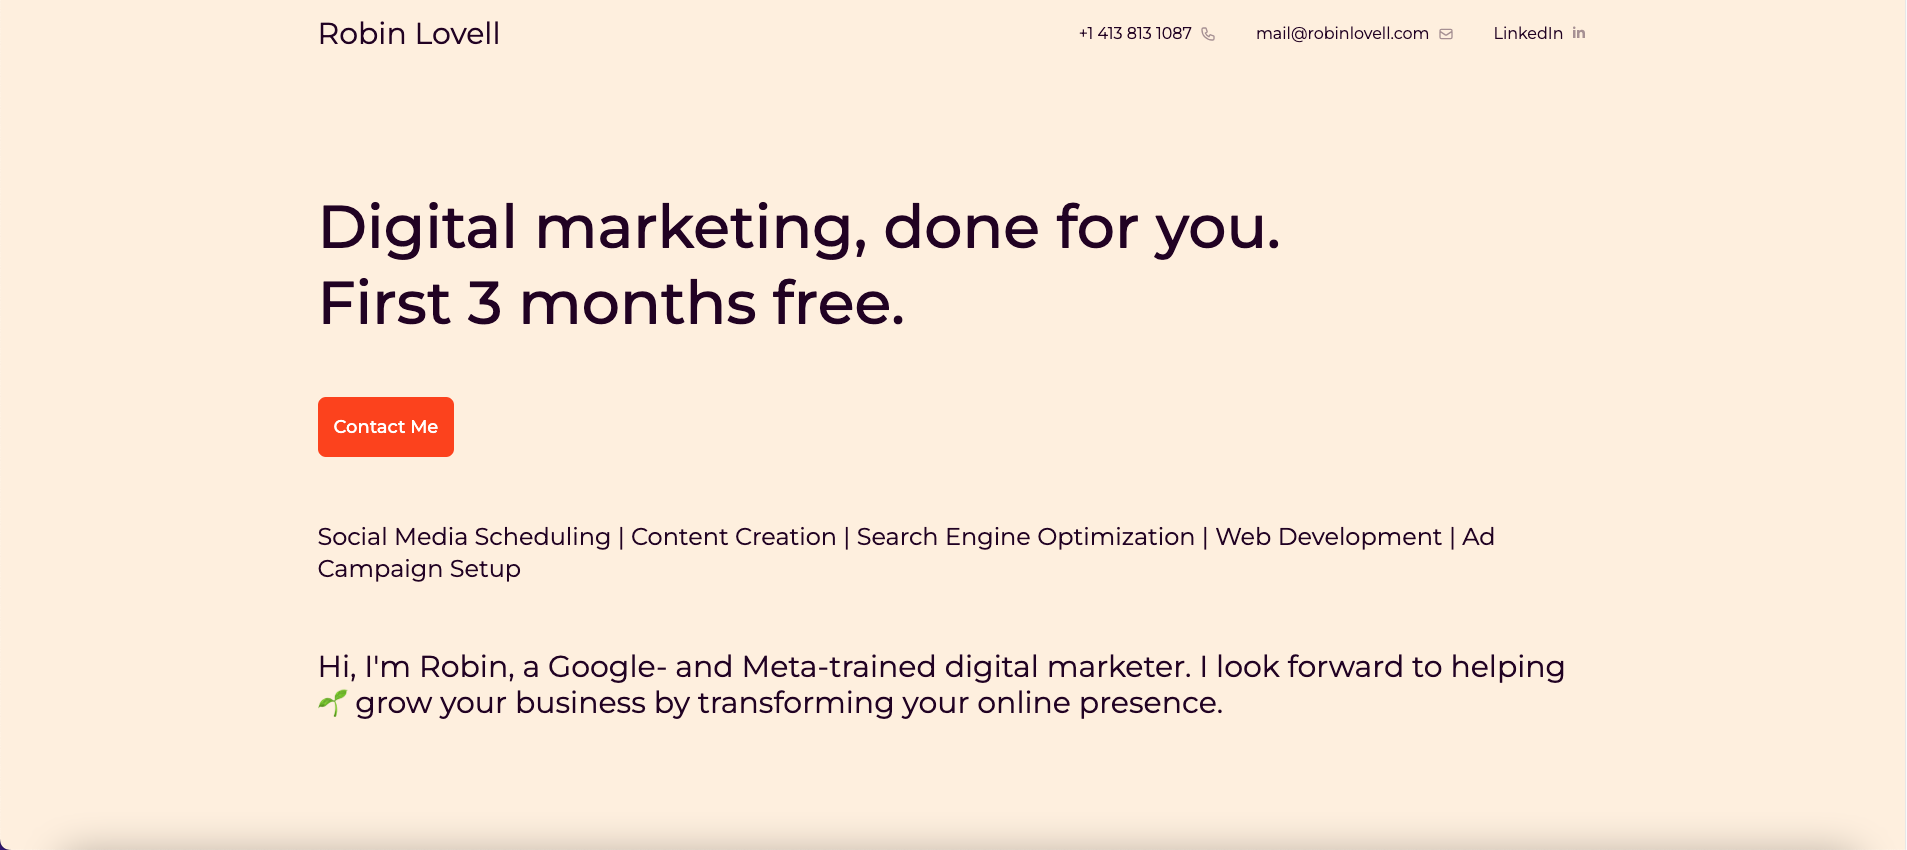 Robin Lovell
+1 413 813 1087
mail@robinlovell.com
LinkedIn in
Digital marketing, done for you.
First 3 months free.
Contact Me
Social Media Scheduling | Content Creation | Search Engine Optimization | Web Development | Ad
Campaign Setup
Hi, I'm Robin, a Google- and Meta-trained digital marketer. I look forward to helping
🌱 grow your business by transforming your online presence.